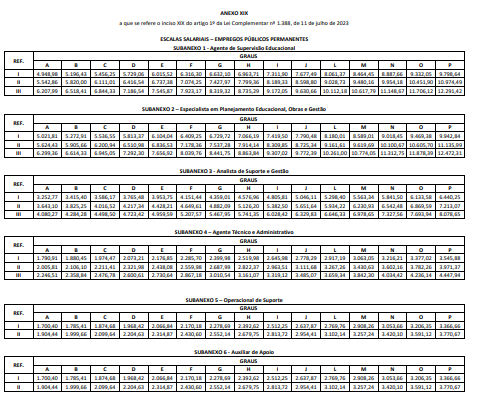 ANEXO XIX
a que se refere o inciso XIX do artigo 1º da Lei Complementar nº 1.388, de 11 de julho de 2023
ESCALAS SALARIAIS – EMPREGOS PÚBLICOS PERMANENTES
SUBANEXO 1 - Agente de Supervisão Educacional
REF. GRAUS
A B C D E F G H I J L M N O P
I 4.948,98 5.196,43 5.456,25 5.729,06 6.015,52 6.316,30 6.632,10 6.963,71 7.311,90 7.677,49 8.061,37 8.464,45 8.887,66 9.332,05 9.798,64
II 5.542,86 5.820,00 6.111,01 6.416,54 6.737,38 7.074,25 7.427,97 7.799,36 8.189,33 8.598,80 9.028,73 9.480,16 9.954,18 10.451,90 10.974,49
III 6.207,99 6.518,41 6.844,33 7.186,54 7.545,87 7.923,17 8.319,32 8.735,29 9.172,05 9.630,66 10.112,18 10.617,79 11.148,67 11.706,12 12.291,42
SUBANEXO 2 – Especialista em Planejamento Educacional, Obras e Gestão
REF. GRAUS
A B C D E F G H I J L M N O P
I 5.021,81 5.272,91 5.536,55 5.813,37 6.104,04 6.409,25 6.729,72 7.066,19 7.419,50 7.790,48 8.180,01 8.589,01 9.018,45 9.469,38 9.942,84
II 5.624,43 5.905,66 6.200,94 6.510,98 6.836,53 7.178,36 7.537,28 7.914,14 8.309,85 8.725,34 9.161,61 9.619,69 10.100,67 10.605,70 11.135,99
III 6.299,36 6.614,33 6.945,05 7.292,30 7.656,92 8.039,76 8.441,75 8.863,84 9.307,02 9.772,39 10.261,00 10.774,05 11.312,75 11.878,39 12.472,31
SUBANEXO 3 - Analista de Suporte e Gestão
REF. GRAUS
A B C D E F G H I J L M N O P
I 3.252,77 3.415,40 3.586,17 3.765,48 3.953,75 4.151,44 4.359,01 4.576,96 4.805,81 5.046,11 5.298,40 5.563,34 5.841,50 6.133,58 6.440,25
II 3.643,10 3.825,25 4.016,52 4.217,34 4.428,21 4.649,61 4.882,09 5.126,20 5.382,50 5.651,64 5.934,22 6.230,93 6.542,48 6.869,59 7.213,07
III 4.080,27 4.284,28 4.498,50 4.723,42 4.959,59 5.207,57 5.467,95 5.741,35 6.028,42 6.329,83 6.646,33 6.978,65 7.327,56 7.693,94 8.078,65
SUBANEXO 4 – Agente Técnico e Administrativo
REF. GRAUS
A B C D E F G H I J L M N O P
I 1.790,91 1.880,45 1.974,47 2.073,21 2.176,85 2.285,70 2.399,98 2.519,98 2.645,98 2.778,29 2.917,19 3.063,05 3.216,21 3.377,02 3.545,88
II 2.005,81 2.106,10 2.211,41 2.321,98 2.438,08 2.559,98 2.687,99 2.822,37 2.963,51 3.111,68 3.267,26 3.430,63 3.602,16 3.782,26 3.971,37
III 2.246,51 2.358,84 2.476,78 2.600,61 2.730,64 2.867,18 3.010,54 3.161,07 3.319,12 3.485,07 3.659,34 3.842,30 4.034,42 4.236,14 4.447,94
SUBANEXO 5 – Operacional de Suporte
REF. GRAUS
A B C D E F G H I J L M N O P
I 1.700,40 1.785,41 1.874,68 1.968,42 2.066,84 2.170,18 2.278,69 2.392,62 2.512,25 2.637,87 2.769,76 2.908,26 3.053,66 3.206,35 3.366,66
II 1.904,44 1.999,66 2.099,64 2.204,63 2.314,87 2.430,60 2.552,14 2.679,75 2.813,72 2.954,41 3.102,14 3.257,24 3.420,10 3.591,12 3.770,67
SUBANEXO 6 - Auxiliar de Apoio
REF. GRAUS
A B C D E F G H I J L M N O P
I 1.700,40 1.785,41 1.874,68 1.968,42 2.066,84 2.170,18 2.278,69 2.392,62 2.512,25 2.637,87 2.769,76 2.908,26 3.053,66 3.206,35 3.366,66
II 1.904,44 1.999,66 2.099,64 2.204,63 2.314,87 2.430,60 2.552,14 2.679,75 2.813,72 2.954,41 3.102,14 3.257,24 3.420,10 3.591,12 3.770,67